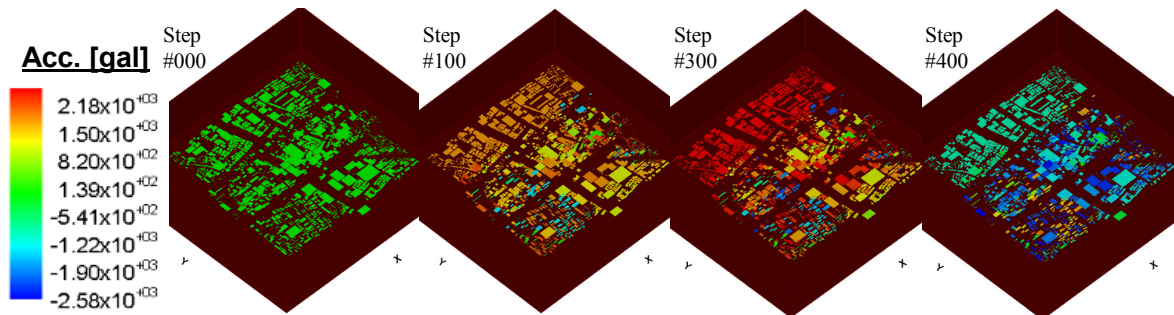 Acc. [gal]
2.18x10+03
1.50x10+03
8.20x10+02
1.39x10+02
-5.41x10+02
-1.22x10+03
-1.90x10+03
-2.58x10+03
Step
#000
Y
X
Step
#100
Y
X
Step
#300
Y
X
Step
#400
Y
X